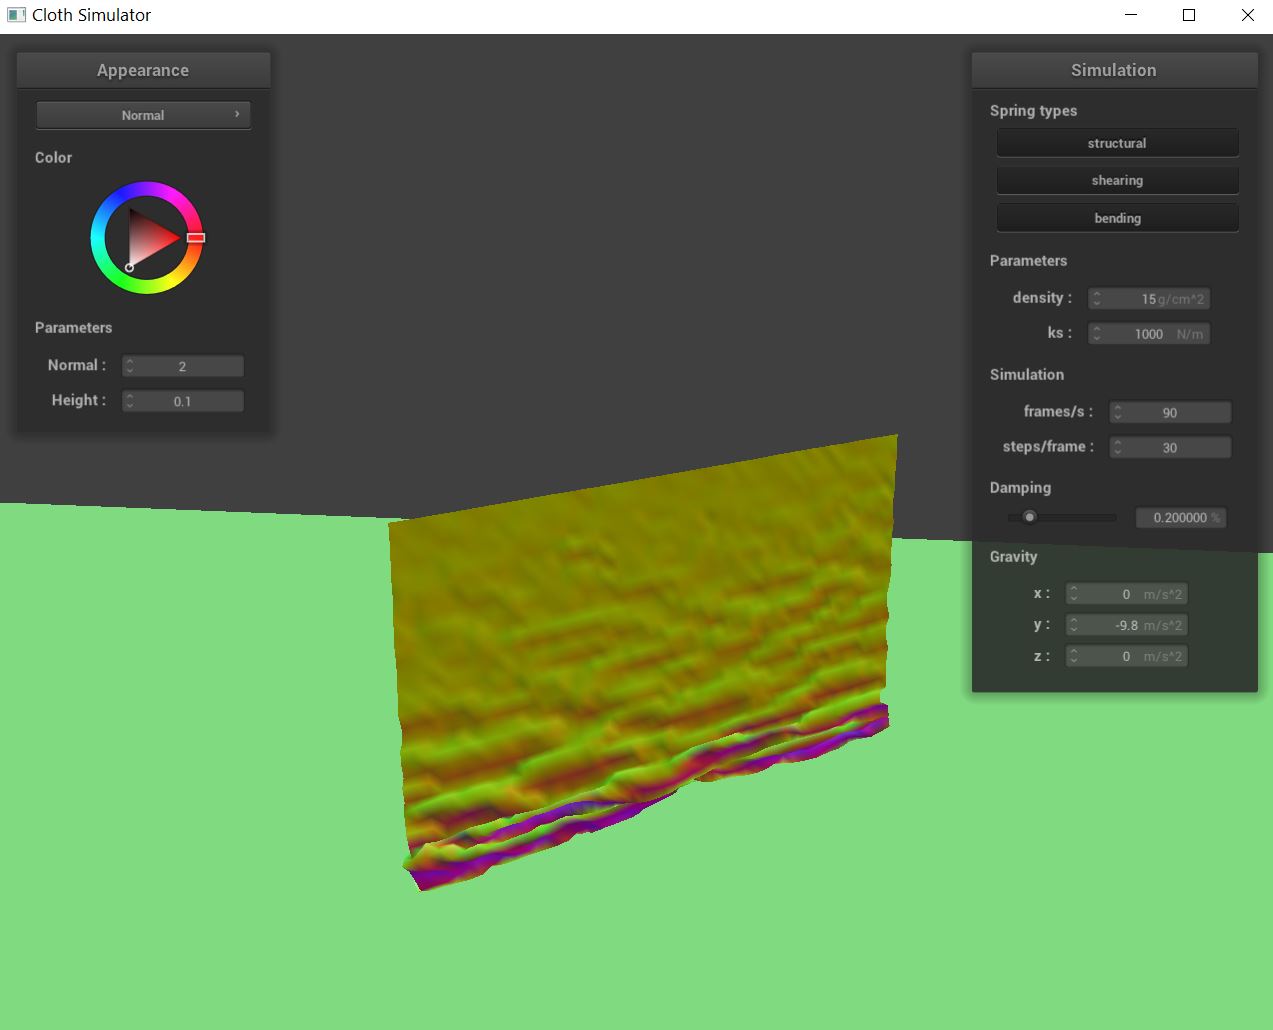 Cloth Simulator
Appearance
Normal
Color
Parameters
Normal :
2
Height :
0.1
Simulation
Spring types
structural
shearing
bending
Parameters
density :
15 g/cm^2
ks :
1000 N/m
Simulation
frames/s :
90
steps/frame :
30
Damping
0.200000 %
Gravity
x :
0 m/s^2
y :
-9.8 m/s^2
z :
0 m/s^2